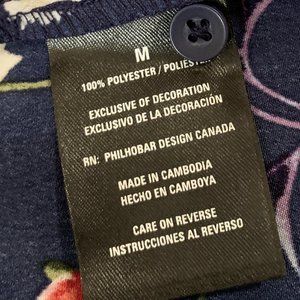 M
100% POLYESTER / POLIESTER
EXCLUSIVE OF DECORATION
EXCLUSIVO DE LA DECORACIÓN
RN: PHILHOBAR DESIGN CANADA
MADE IN CAMBODIA
HECHO EN CAMBOYA
CARE ON REVERSE
INSTRUCCIONES AL REVERSO